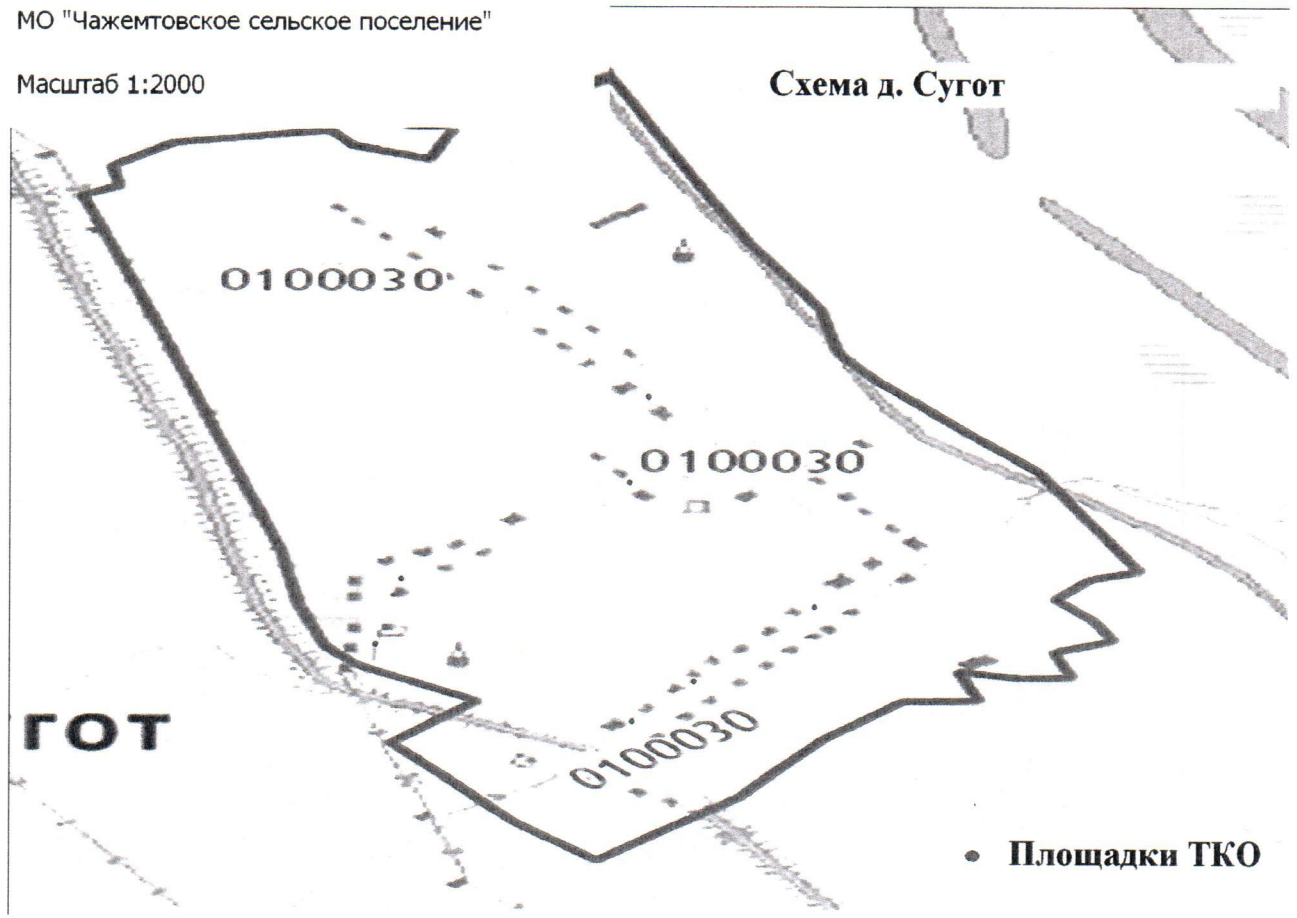 МО "Чажемтовское сельское поселение"
Масштаб 1:2000
Схема д. Сугот
0100030
0100030
ГОТ
0100030
Площадки ТКО